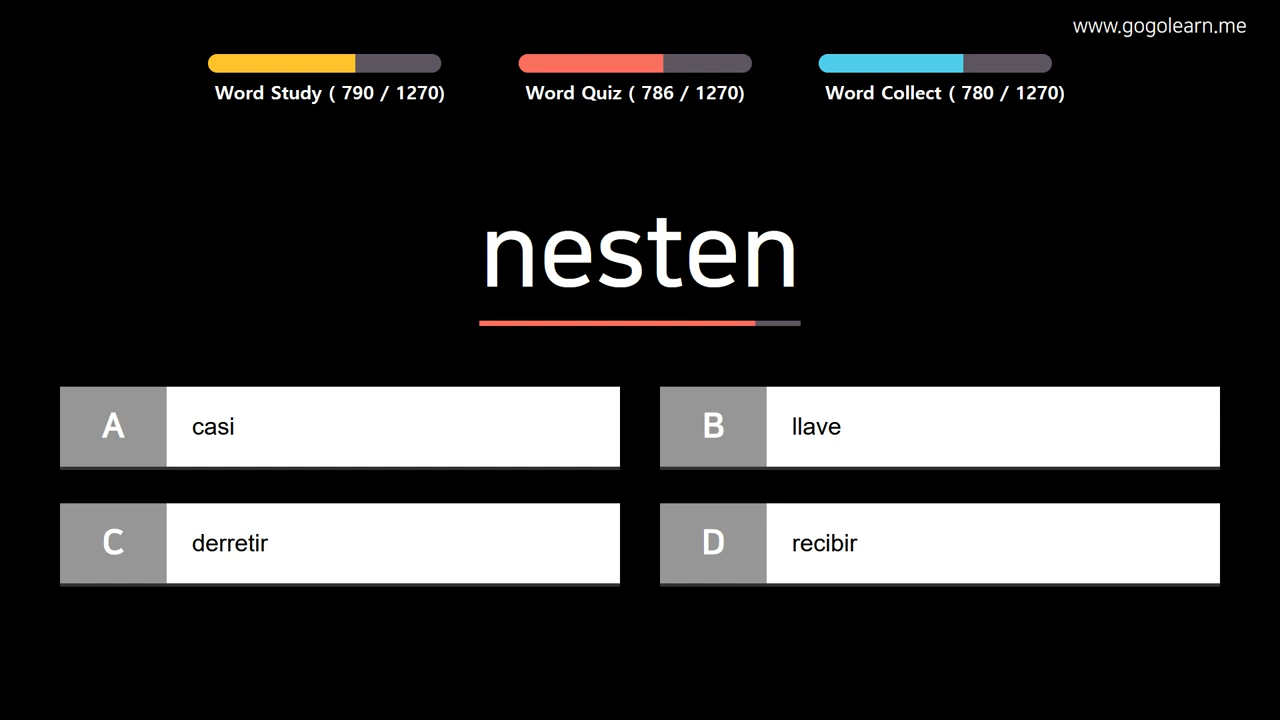 www.gogolearn.me
Word Study ( 790 / 1270)
Word Quiz ( 786 / 1270)
Word Collect ( 780 / 1270)
nesten
A casi
B llave
C derretir
D recibir